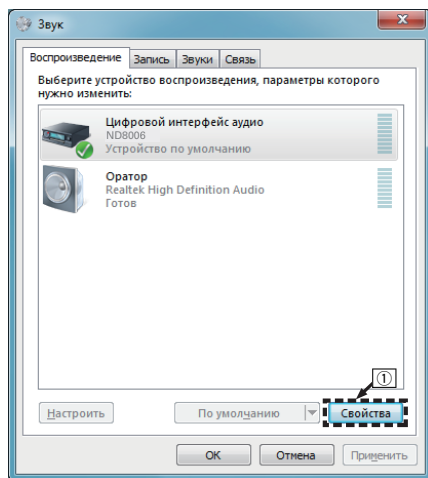 Звук
Воспроизведение Запись Звуки Связь
Выберите устройство воспроизведения, параметры которого
нужно изменить:
Цифровой интерфейс аудио
ND8006
Устройство по умолчанию
Оратор
Realtek High Definition Audio
Готов
①
Настроить По умолчанию Свойства
ОК Отмена Применить